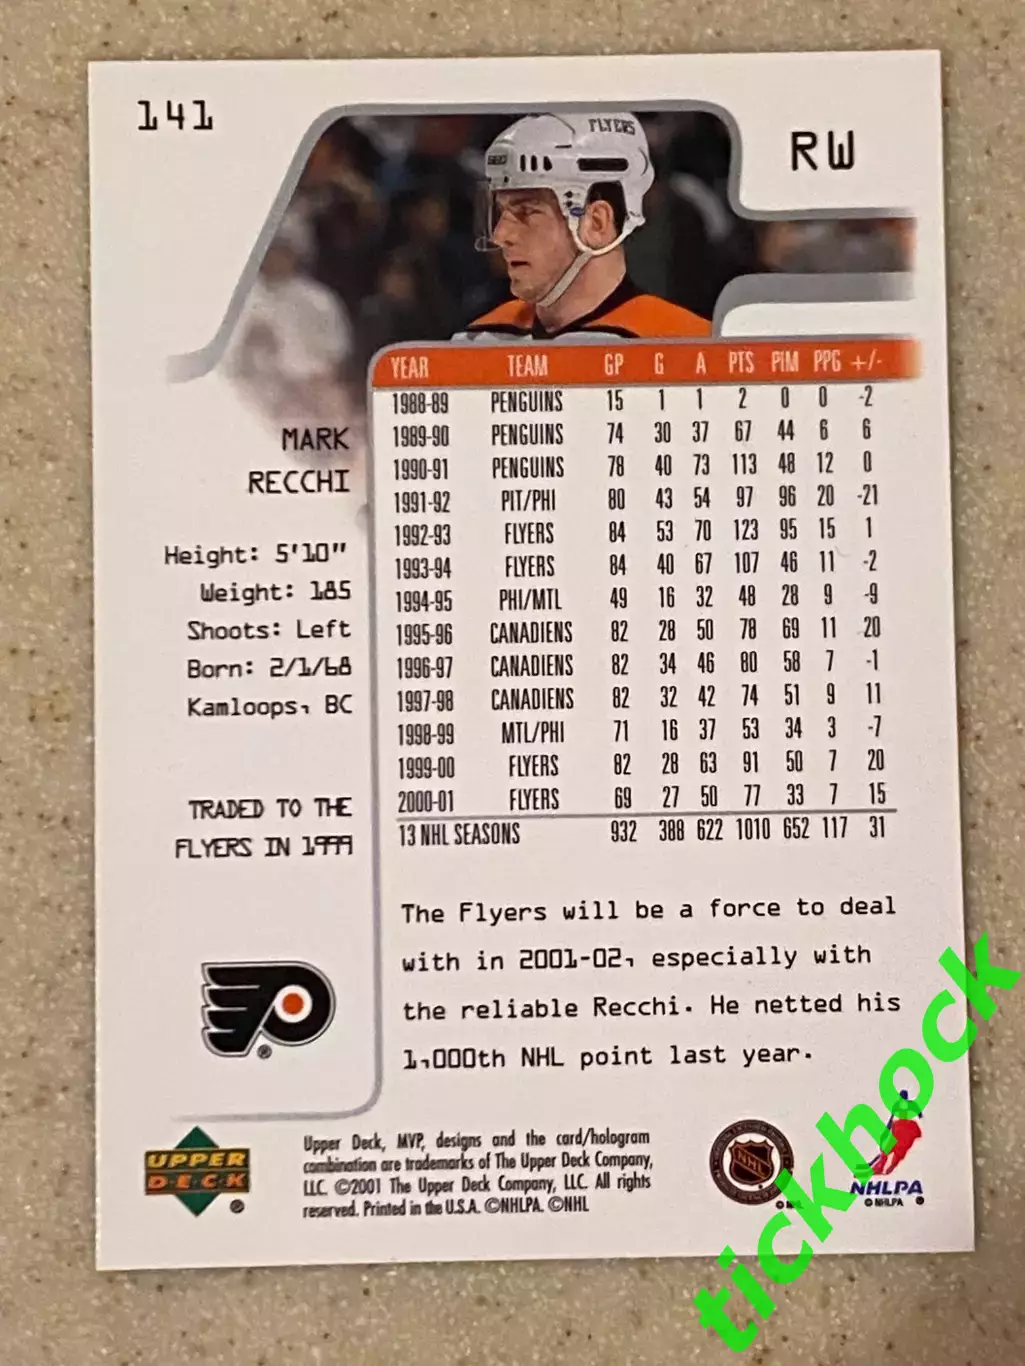 141
RW
FLYERS
YEAR TEAM GP G A PTS PiM PPG +/-
1988-89 PENGUINS 15 1 1 2 0 0 -2
1989-90 PENGUINS 74 30 37 67 44 6 6
1990-91 PENGUINS 78 40 73 113 48 12 0
1991-92 PIT/PHI 80 43 54 97 96 20 -21
1992-93 FLYERS 84 53 70 123 95 15 1
1993-94 FLYERS 84 40 67 107 46 11 -2
1994-95 PHI/MTL 49 16 32 48 28 9 -9
1995-96 CANADIENS 82 28 50 78 69 11 20
1996-97 CANADIENS 82 34 46 80 58 7 -1
1997-98 CANADIENS 82 32 42 74 51 9 11
1998-99 MTL/PHI 71 16 37 53 34 3 -7
1999-00 FLYERS 82 28 63 91 50 7 20
2000-01 FLYERS 69 27 50 77 33 7 15
13 NHL SEASONS 932 388 622 1010 652 117 31
MARK
RECCHI
Height: 5'10"
Weight: 185
Shoots: Left
Born: 2/1/68
Kamloops, BC
TRADED TO THE
FLYERS IN 1999
The Flyers will be a force to deal
with in 2001-02, especially with
the reliable Recchi. He netted his
1,000th NHL point last year.
®
UPPER
D·E·C·K
®
Upper Deck, MVP, designs and the card/hologram
combination are trademarks of The Upper Deck Company,
LLC. ©2001 The Upper Deck Company, LLC. All rights
reserved. Printed in the U.S.A. ©NHLPA. ©NHL
NHL
© NHL
NHLPA
© NHLPA ®
tickhock